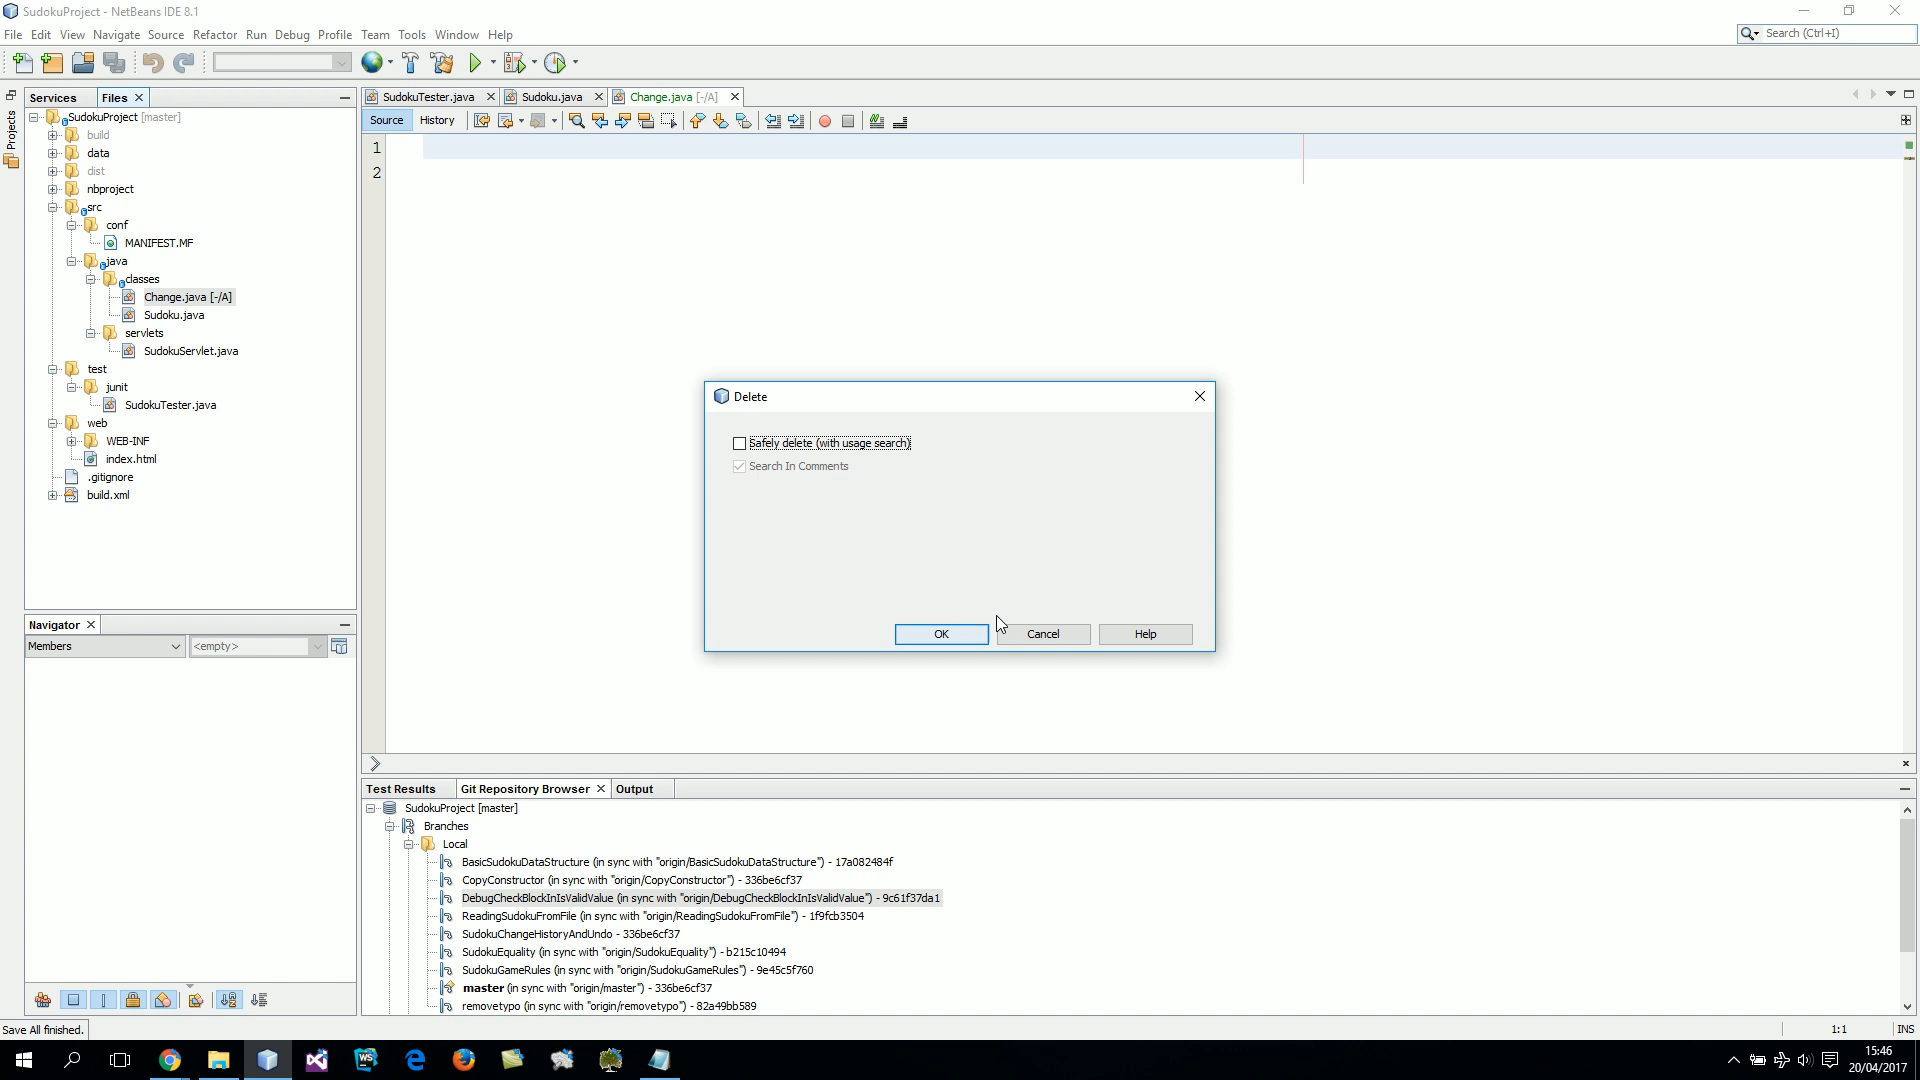 SudokuProject - NetBeans IDE 8.1
File Edit View Navigate Source Refactor Run Debug Profile Team Tools Window Help
Search (Ctrl+I)
Projects
Services
Files
SudokuProject [master]
build
data
dist
nbproject
src
conf
MANIFEST.MF
java
classes
Change.java [-/A]
Sudoku.java
servlets
SudokuServlet.java
test
junit
SudokuTester.java
web
WEB-INF
index.html
.gitignore
build.xml
Navigator
Members
<empty>
SudokuTester.java
Sudoku.java
Change.java [-/A]
Source
History
1
2
Delete
Safely delete (with usage search)
Search In Comments
OK
Cancel
Help
Test Results
Git Repository Browser
Output
SudokuProject [master]
Branches
Local
BasicSudokuDataStructure (in sync with "origin/BasicSudokuDataStructure") - 17a082484f
CopyConstructor (in sync with "origin/CopyConstructor") - 336be6cf37
DebugCheckBlockInIsValidValue (in sync with "origin/DebugCheckBlockInIsValidValue") - 9c61f37da1
ReadingSudokuFromFile (in sync with "origin/ReadingSudokuFromFile") - 1f9fcb3504
SudokuChangeHistoryAndUndo - 336be6cf37
SudokuEquality (in sync with "origin/SudokuEquality") - b215c10494
SudokuGameRules (in sync with "origin/SudokuGameRules") - 9e45c5f760
master (in sync with "origin/master") - 336be6cf37
removetypo (in sync with "origin/removetypo") - 82a49bb589
Save All finished.
1:1
INS
WS
15:46
20/04/2017